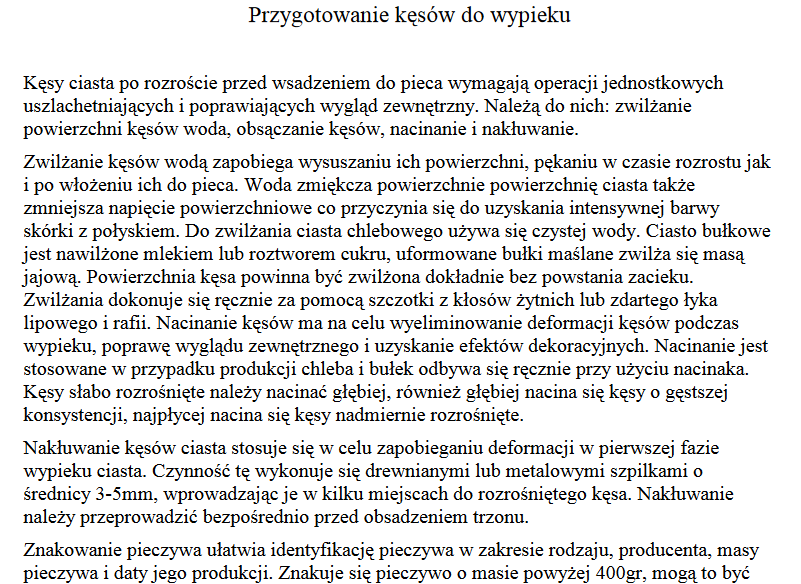 Przygotowanie kęsów do wypieku
Kęsy ciasta po rozroście przed wsadzeniem do pieca wymagają operacji jednostkowych
uszlachetniających i poprawiających wygląd zewnętrzny. Należą do nich: zwilżanie
powierzchni kęsów woda, obsączanie kęsów, nacinanie i nakłuwanie.
Zwilżanie kęsów wodą zapobiega wysuszaniu ich powierzchni, pękaniu w czasie rozrostu jak
i po włożeniu ich do pieca. Woda zmiękcza powierzchnie powierzchnię ciasta także
zmniejsza napięcie powierzchniowe co przyczynia się do uzyskania intensywnej barwy
skórki z połyskiem. Do zwilżania ciasta chlebowego używa się czystej wody. Ciasto bułkowe
jest nawilżone mlekiem lub roztworem cukru, uformowane bułki maślane zwilża się masą
jajową. Powierzchnia kęsa powinna być zwilżona dokładnie bez powstania zacieku.
Zwilżania dokonuje się ręcznie za pomocą szczotki z kłosów żytnich lub zdartego łyka
lipowego i rafii. Nacinanie kęsów ma na celu wyeliminowanie deformacji kęsów podczas
wypieku, poprawę wyglądu zewnętrznego i uzyskanie efektów dekoracyjnych. Nacinanie jest
stosowane w przypadku produkcji chleba i bułek odbywa się ręcznie przy użyciu nacinaka.
Kęsy słabo rozrośnięte należy nacinać głębiej, również głębiej nacina się kęsy o gęstszej
konsystencji, najpłycej nacina się kęsy nadmiernie rozrośnięte.
Nakłuwanie kęsów ciasta stosuje się w celu zapobieganiu deformacji w pierwszej fazie
wypieku ciasta. Czynność tę wykonuje się drewnianymi lub metalowymi szpilkami o
średnicy 3-5mm, wprowadzając je w kilku miejscach do rozrośniętego kęsa. Nakłuwanie
należy przeprowadzić bezpośrednio przed obsadzeniem trzonu.
Znakowanie pieczywa ułatwia identyfikację pieczywa w zakresie rodzaju, producenta, masy
pieczywa i daty jego produkcji. Znakuje się pieczywo o masie powyżej 400gr, mogą to być